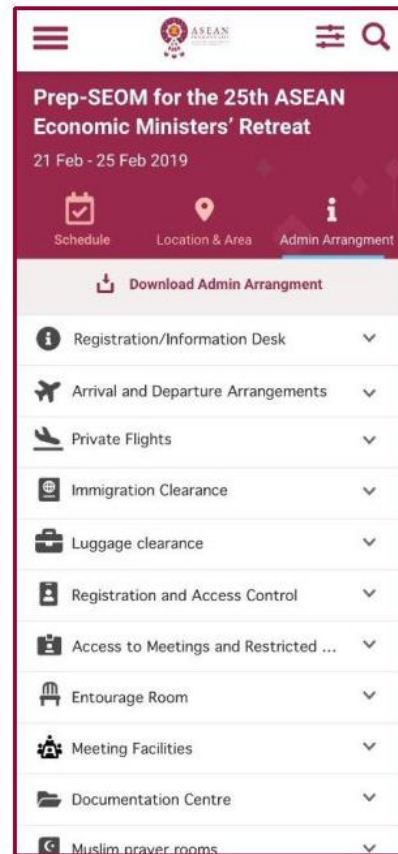 ASEAN
Prep-SEOM for the 25th ASEAN
Economic Ministers' Retreat
21 Feb - 25 Feb 2019
Schedule
Location & Area
Admin Arrangment
Download Admin Arrangment
Registration/Information Desk
Arrival and Departure Arrangements
Private Flights
Immigration Clearance
Luggage clearance
Registration and Access Control
Access to Meetings and Restricted ...
Entourage Room
Meeting Facilities
Documentation Centre
Muslim prayer rooms